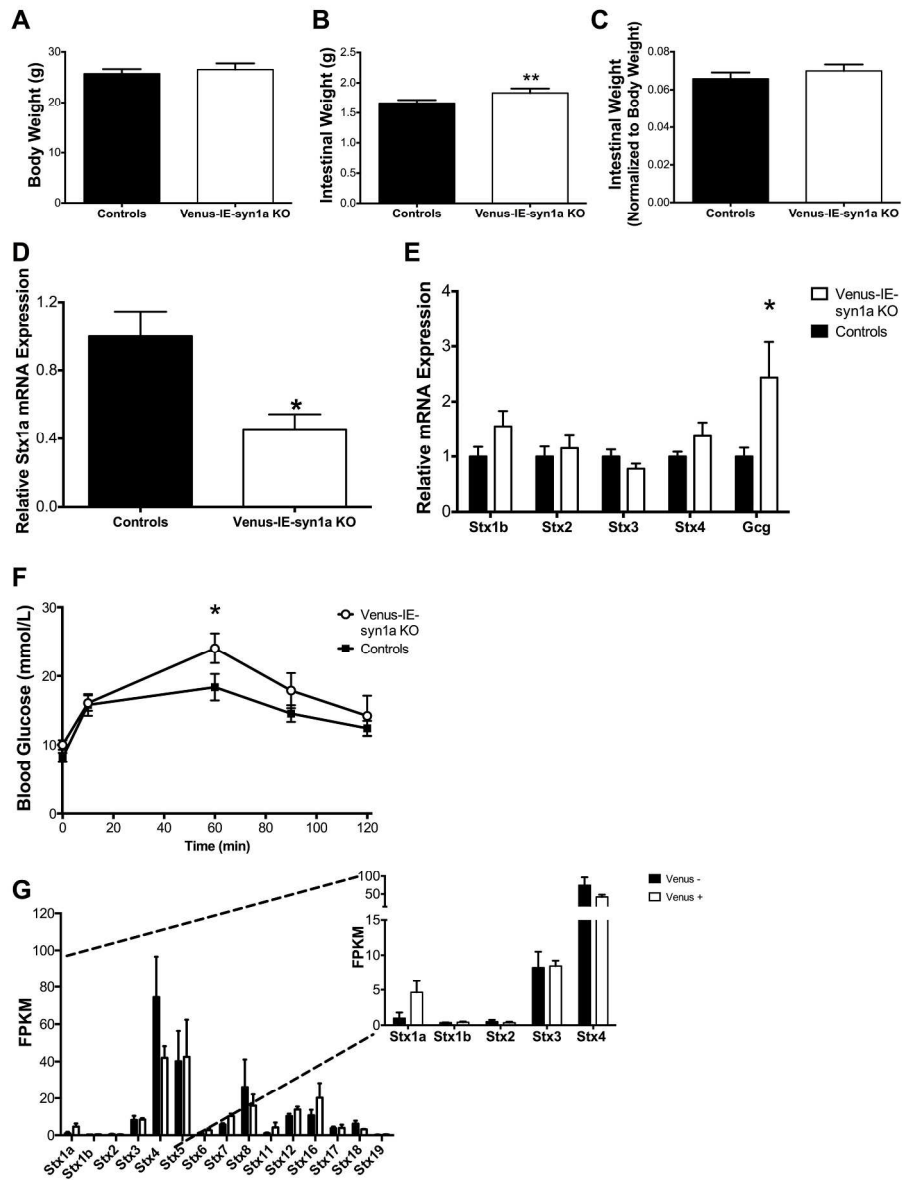 A
Body Weight (g)
30
20
10
0
Controls
Venus-IE-syn1a KO
B
Intestinal Weight (g)
2.5
2.0
1.5
1.0
0.5
0.0
**
Controls
Venus-IE-syn1a KO
C
Intestinal Weight
(Normalized to Body Weight)
0.08
0.06
0.04
0.02
0.00
Controls
Venus-IE-syn1a KO
D
Relative Stx1a mRNA Expression
1.2
0.8
0.4
0.0
*
Controls
Venus-IE-syn1a KO
E
Relative mRNA Expression
4
2
1
0
*
Stx1b
Stx2
Stx3
Stx4
Gcg
Venus-IE-
syn1a KO
Controls
F
Blood Glucose (mmol/L)
30
20
10
0
*
0
20
40
60
80
100
120
Time (min)
Venus-IE-
syn1a KO
Controls
G
FPKM
120
100
80
60
40
20
0
Stx1a
Stx1b
Stx2
Stx3
Stx4
Stx5
Stx6
Stx7
Stx8
Stx11
Stx12
Stx16
Stx17
Stx18
Stx19
FPKM
100
50
15
10
5
0
Stx1a
Stx1b
Stx2
Stx3
Stx4
Venus -
Venus +